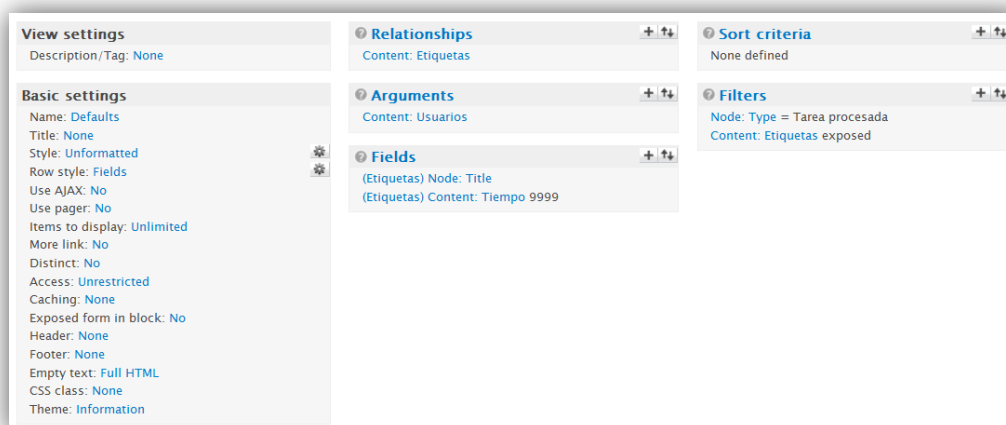 View settings
Description/Tag: None
Basic settings
Name: Defaults
Title: None
Style: Unformatted
Row style: Fields
Use AJAX: No
Use pager: No
Items to display: Unlimited
More link: No
Distinct: No
Access: Unrestricted
Caching: None
Exposed form in block: No
Header: None
Footer: None
Empty text: Full HTML
CSS class: None
Theme: Information
Relationships
Content: Etiquetas
Arguments
Content: Usuarios
Fields
(Etiquetas) Node: Title
(Etiquetas) Content: Tiempo 9999
Sort criteria
None defined
Filters
Node: Type = Tarea procesada
Content: Etiquetas exposed